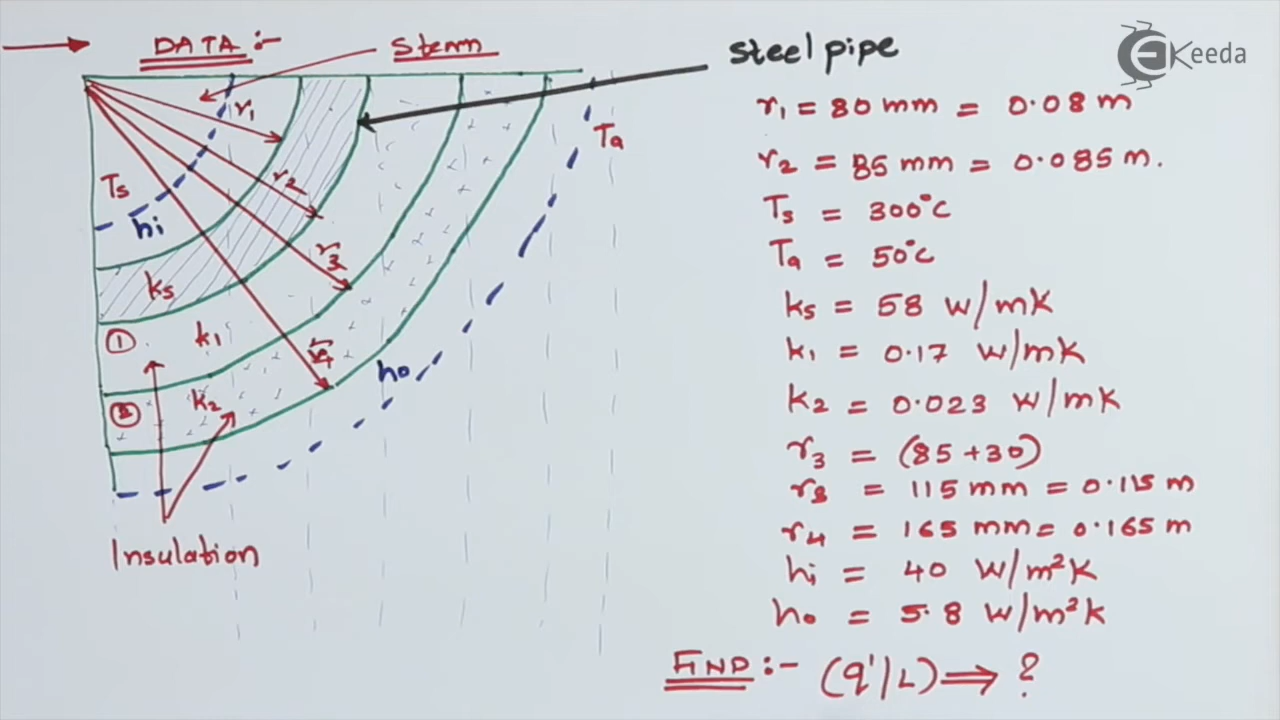 DATA :-
Steam
steel pipe
EKeeda
r₁ = 80 mm = 0.08 m
r₂ = 85 mm = 0.085 m.
Ts = 300°C
Ta = 50°C
ks = 58 W/mK
k₁ = 0.17 W/mK
k₂ = 0.023 W/mK
r₃ = (85+30)
r₃ = 115 mm = 0.115 m
r₄ = 165 mm = 0.165 m
hi = 40 W/m²K
ho = 5.8 W/m²K
FIND :- (q'/L) ⇒ ?
r₁
Ta
Ts
r₂
hi
r₃
ks
① k₁
r₄
ho
② k₂
Insulation